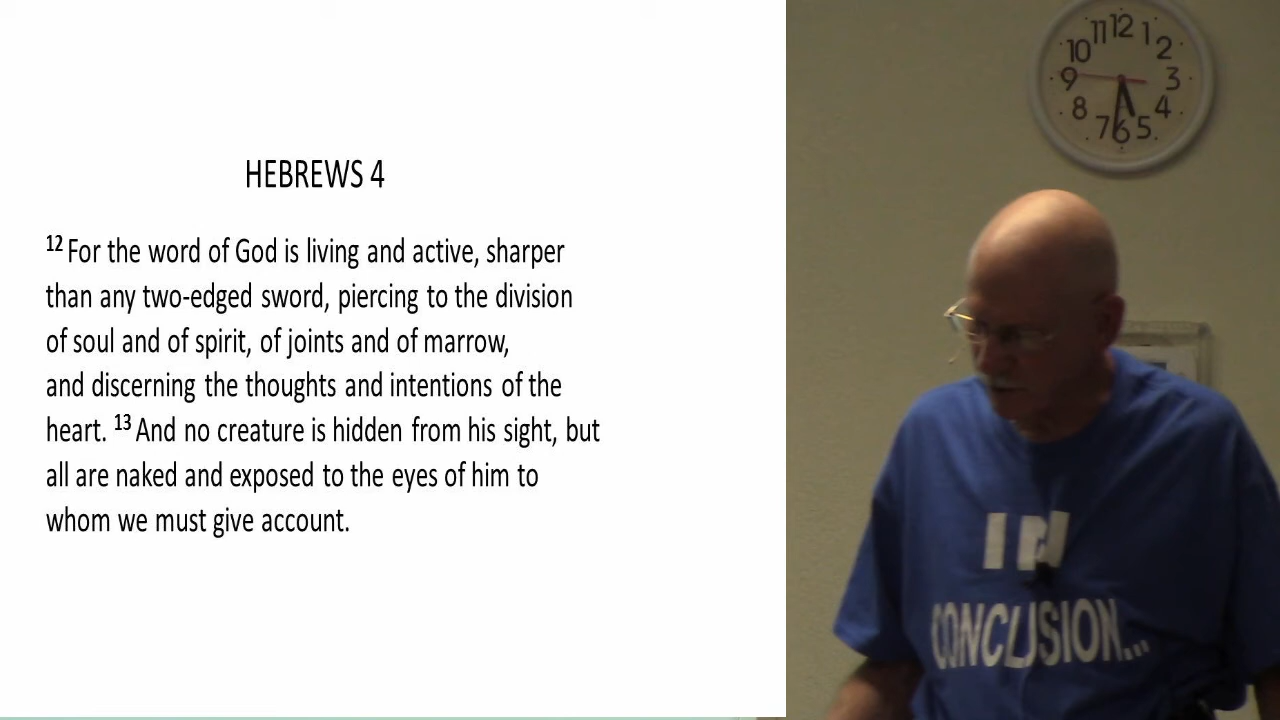 HEBREWS 4
12 For the word of God is living and active, sharper
than any two-edged sword, piercing to the division
of soul and of spirit, of joints and of marrow,
and discerning the thoughts and intentions of the
heart. 13 And no creature is hidden from his sight, but
all are naked and exposed to the eyes of him to
whom we must give account.
11 12 1
10 2
9 3
8 4
7 6 5
IN
CONCLUSION...